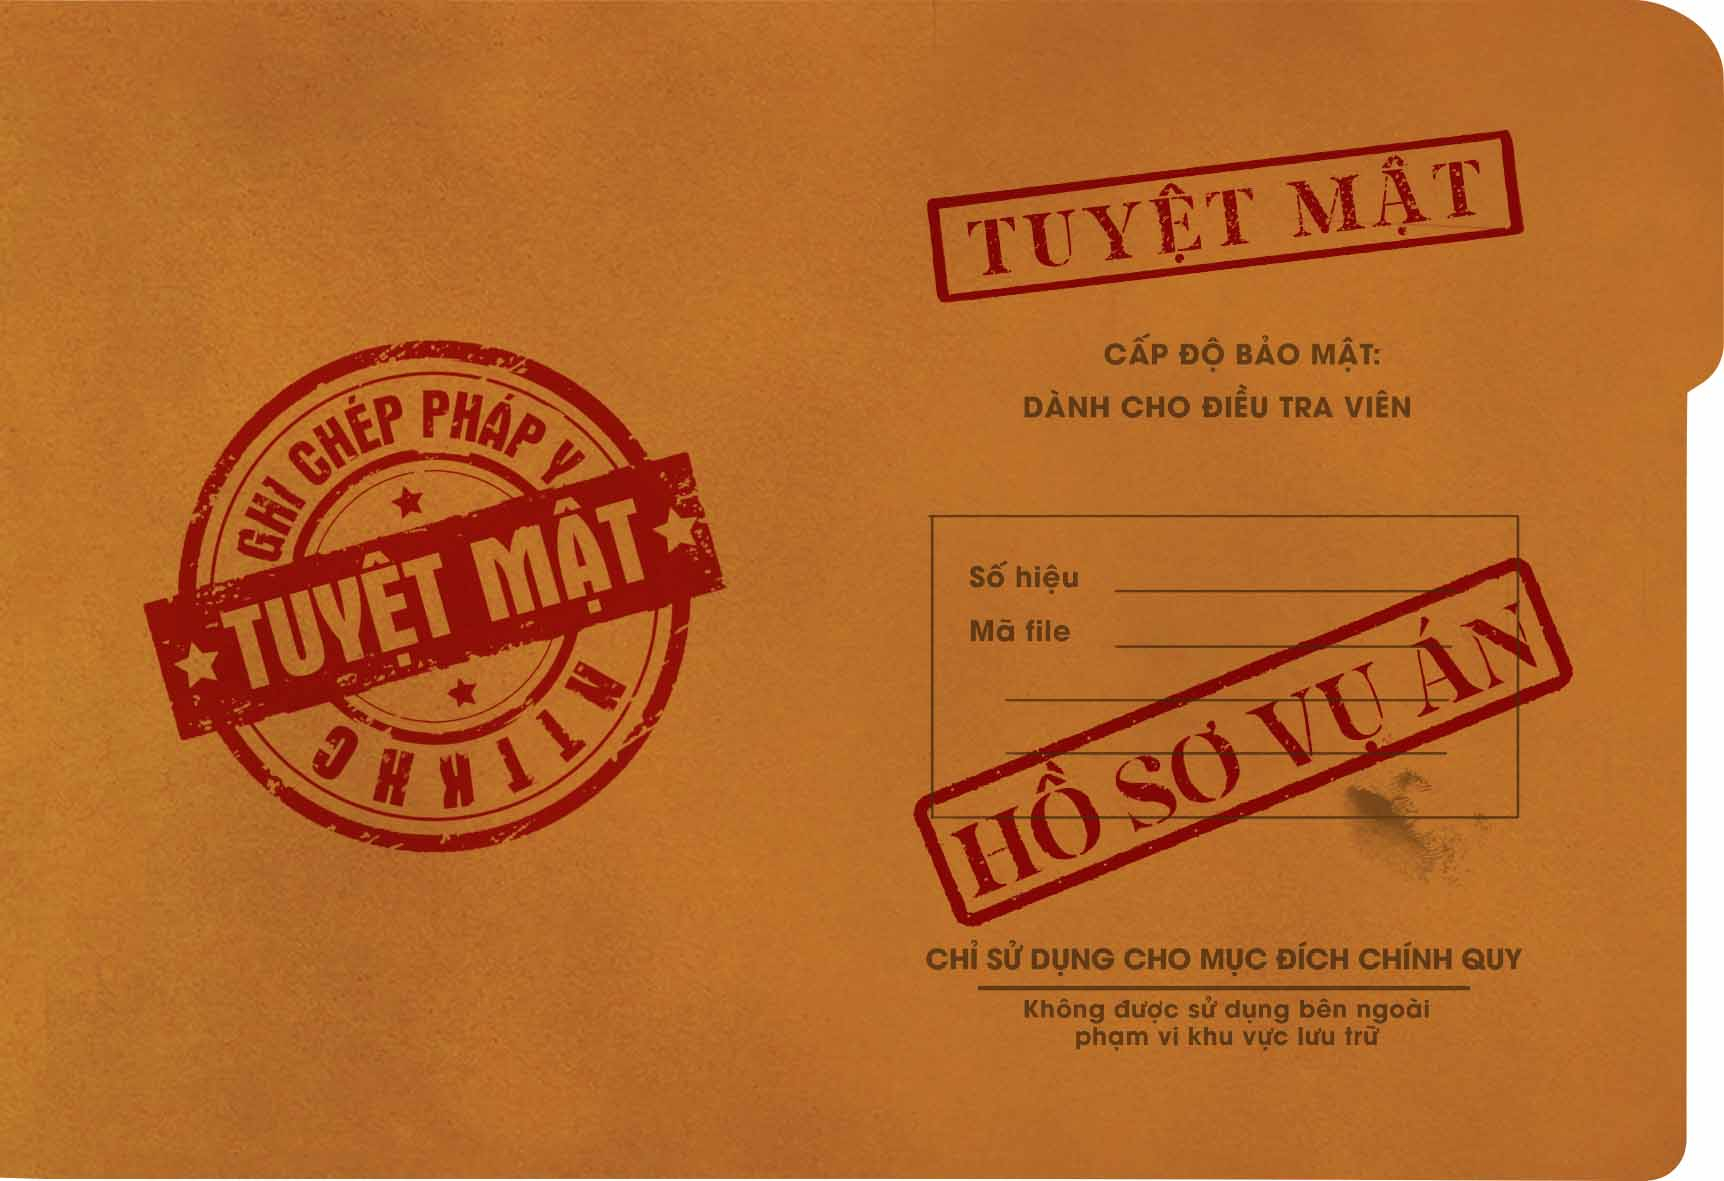 GHI CHÉP PHÁP Y
TUYỆT MẬT
NTTKHG
TUYỆT MẬT
CẤP ĐỘ BẢO MẬT:
DÀNH CHO ĐIỀU TRA VIÊN
Số hiệu
Mã file
HỒ SƠ VỤ ÁN
CHỈ SỬ DỤNG CHO MỤC ĐÍCH CHÍNH QUY
Không được sử dụng bên ngoài
phạm vi khu vực lưu trữ